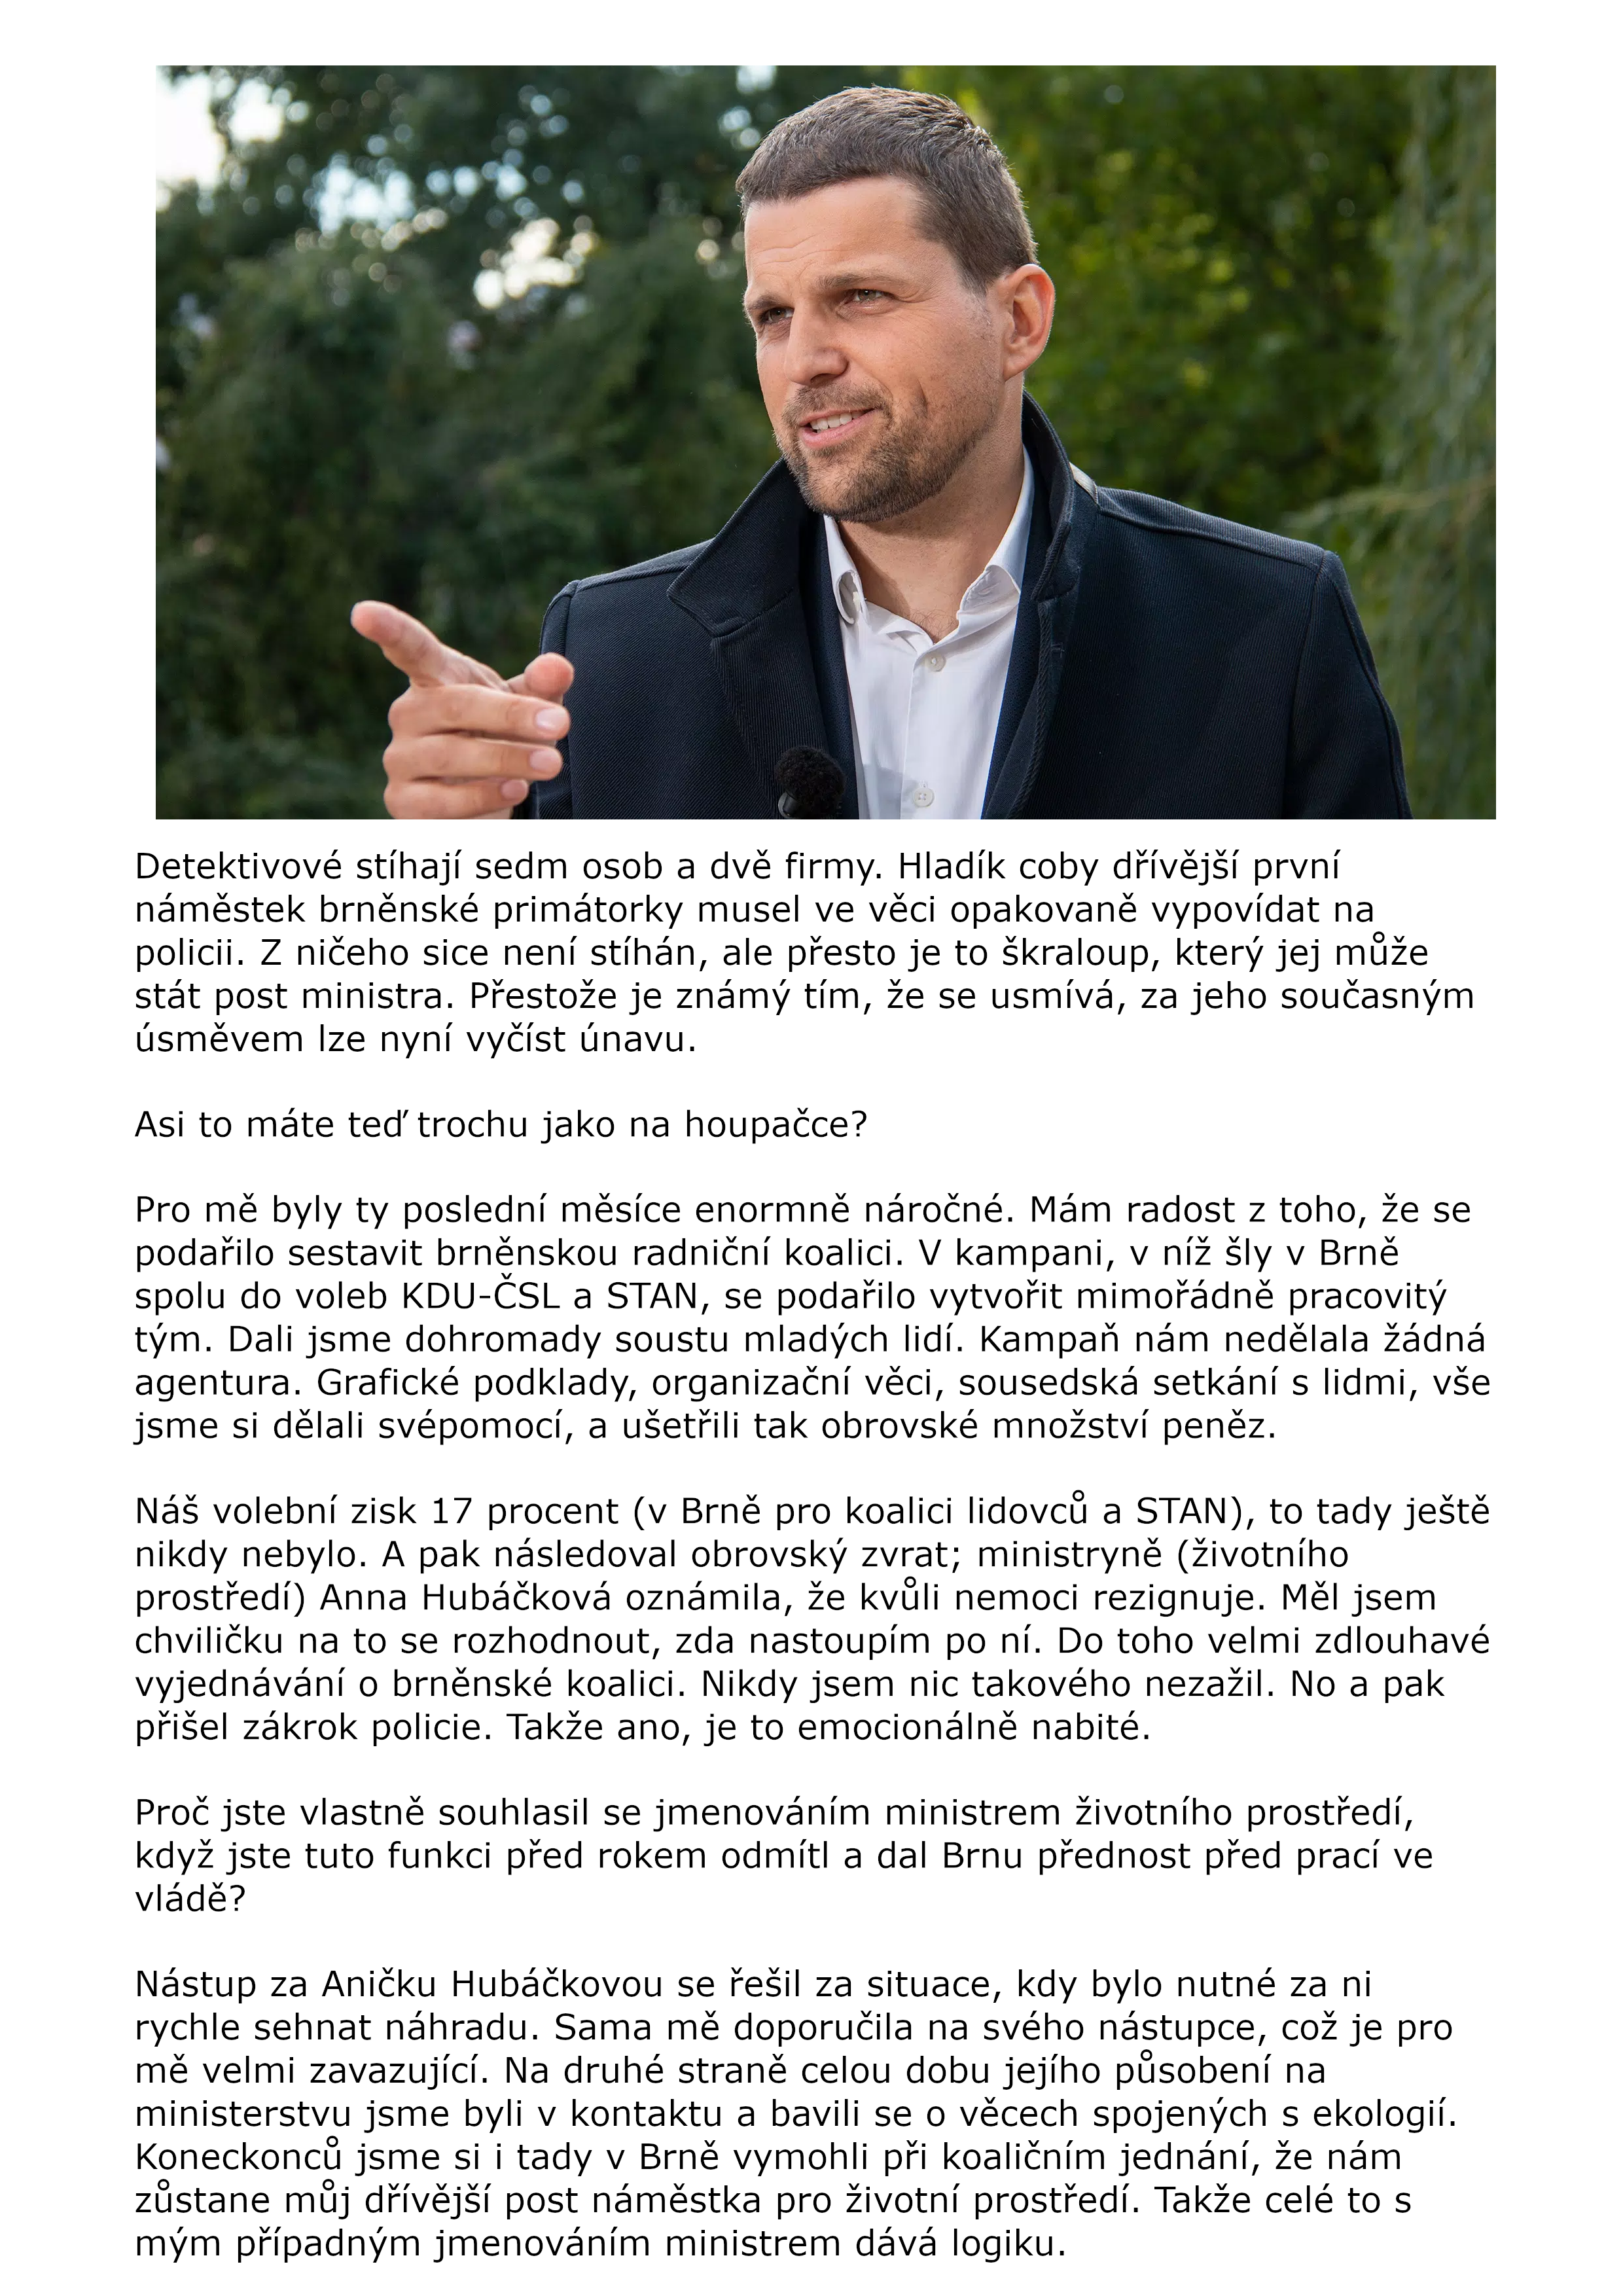 Detektivové stíhají sedm osob a dvě firmy. Hladík coby dřívější první
náměstek brněnské primátorky musel ve věci opakovaně vypovídat na
policii. Z ničeho sice není stíhán, ale přesto je to škraloup, který jej může
stát post ministra. Přestože je známý tím, že se usmívá, za jeho současným
úsměvem lze nyní vyčíst únavu.
Asi to máte teď trochu jako na houpačce?
Pro mě byly ty poslední měsíce enormně náročné. Mám radost z toho, že se
podařilo sestavit brněnskou radniční koalici. V kampani, v níž šly v Brně
spolu do voleb KDU-ČSL a STAN, se podařilo vytvořit mimořádně pracovitý
tým. Dali jsme dohromady soustu mladých lidí. Kampaň nám nedělala žádná
agentura. Grafické podklady, organizační věci, sousedská setkání s lidmi, vše
jsme si dělali svépomocí, a ušetřili tak obrovské množství peněz.
Náš volební zisk 17 procent (v Brně pro koalici lidovců a STAN), to tady ještě
nikdy nebylo. A pak následoval obrovský zvrat; ministryně (životního
prostředí) Anna Hubáčková oznámila, že kvůli nemoci rezignuje. Měl jsem
chviličku na to se rozhodnout, zda nastoupím po ní. Do toho velmi zdlouhavé
vyjednávání o brněnské koalici. Nikdy jsem nic takového nezažil. No a pak
přišel zákrok policie. Takže ano, je to emocionálně nabité.
Proč jste vlastně souhlasil se jmenováním ministrem životního prostředí,
když jste tuto funkci před rokem odmítl a dal Brnu přednost před prací ve
vládě?
Nástup za Aničku Hubáčkovou se řešil za situace, kdy bylo nutné za ni
rychle sehnat náhradu. Sama mě doporučila na svého nástupce, což je pro
mě velmi zavazující. Na druhé straně celou dobu jejího působení na
ministerstvu jsme byli v kontaktu a bavili se o věcech spojených s ekologií.
Koneckonců jsme si i tady v Brně vymohli při koaličním jednání, že nám
zůstane můj dřívější post náměstka pro životní prostředí. Takže celé to s
mým případným jmenováním ministrem dává logiku.